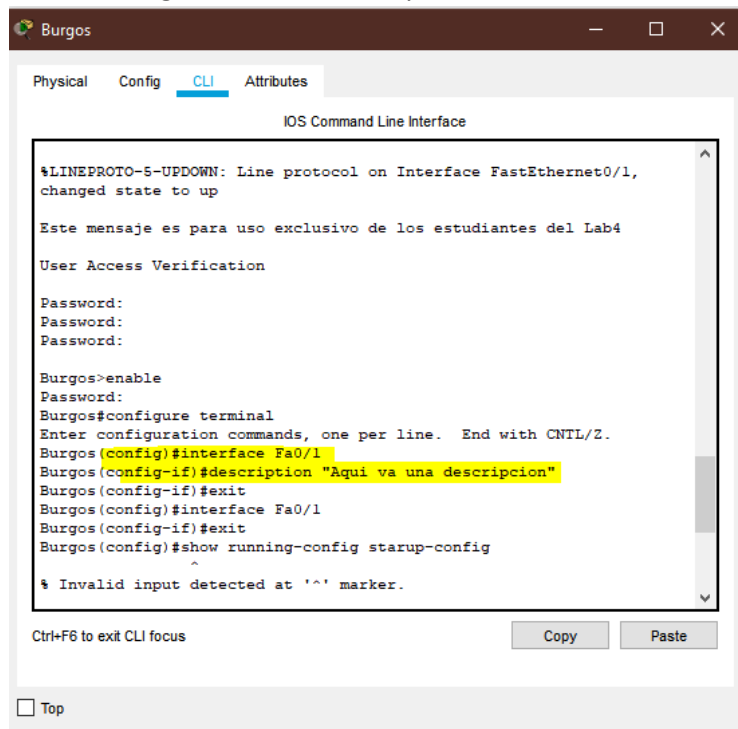 Burgos
Physical Config CLI Attributes
IOS Command Line Interface
%LINEPROTO-5-UPDOWN: Line protocol on Interface FastEthernet0/1,
changed state to up
Este mensaje es para uso exclusivo de los estudiantes del Lab4
User Access Verification
Password:
Password:
Password:
Burgos>enable
Password:
Burgos#configure terminal
Enter configuration commands, one per line.  End with CNTL/Z.
Burgos(config)#interface Fa0/1
Burgos(config-if)#description "Aqui va una descripcion"
Burgos(config-if)#exit
Burgos(config)#interface Fa0/1
Burgos(config-if)#exit
Burgos(config)#show running-config starup-config
^
% Invalid input detected at '^' marker.
Ctrl+F6 to exit CLI focus
Copy Paste
Top